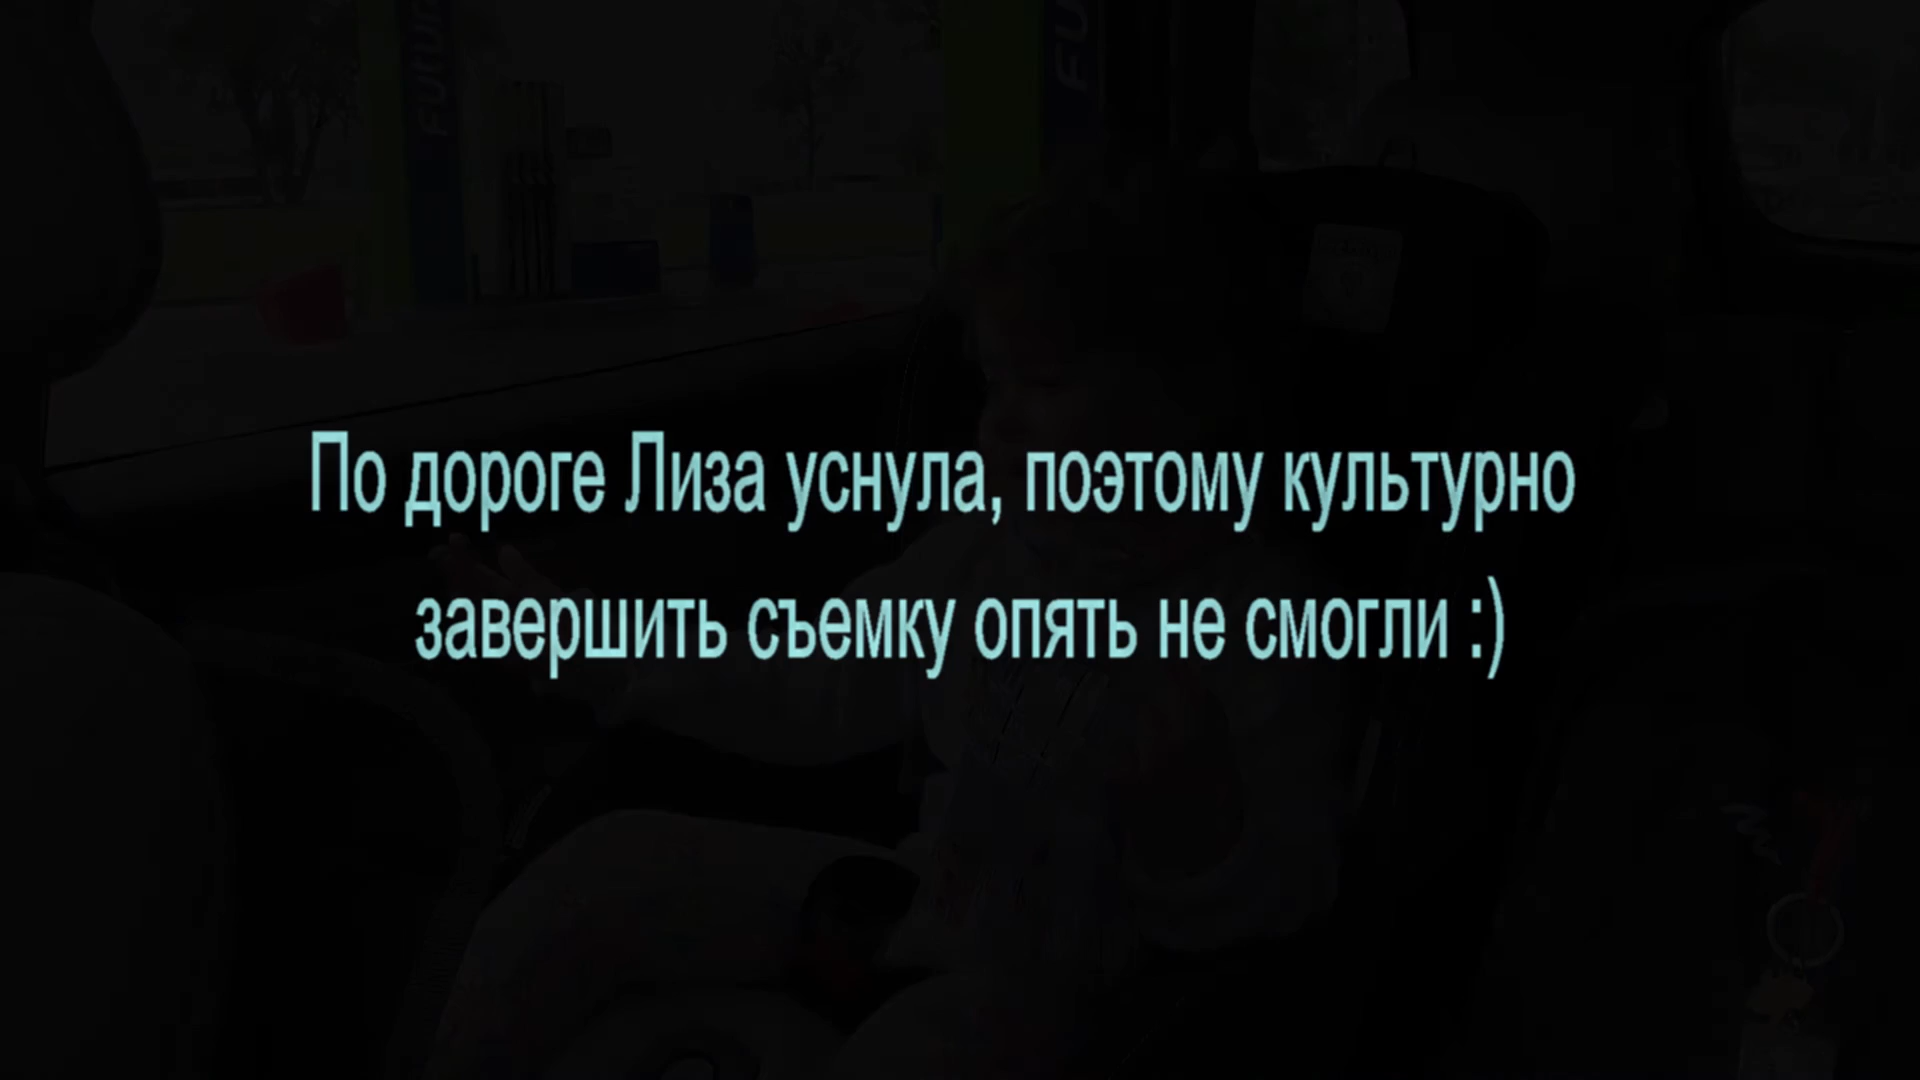 По дороге Лиза уснула, поэтому культурно
завершить съемку опять не смогли :)